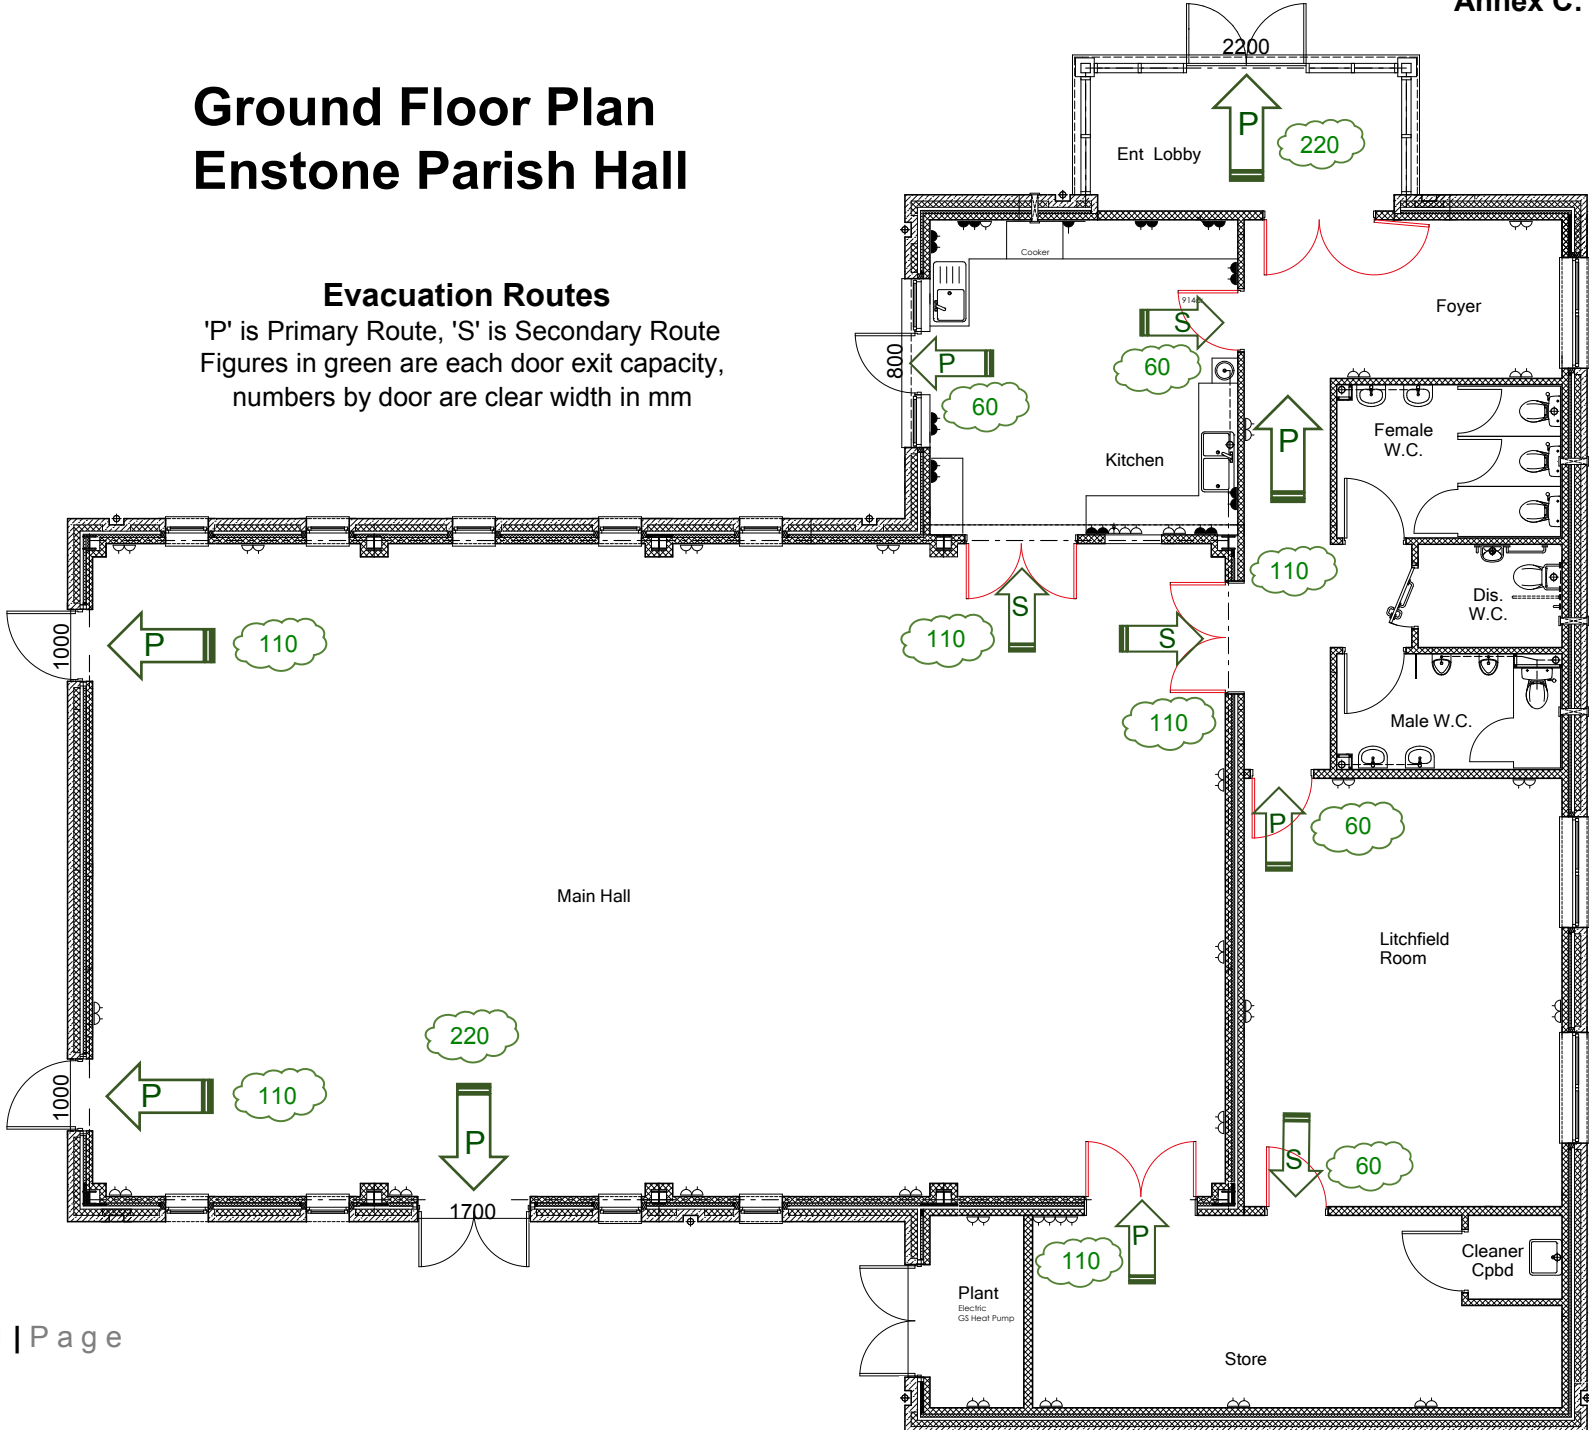 Annex C.
Ground Floor Plan
Enstone Parish Hall
Evacuation Routes
'P' is Primary Route, 'S' is Secondary Route
Figures in green are each door exit capacity,
numbers by door are clear width in mm
2200
P
220
Ent Lobby
Cooker
Foyer
S
60
800
P
60
Kitchen
P
Female
W.C.
110
Dis.
W.C.
Male W.C.
1000
P
110
S
110
S
110
P
60
Main Hall
Litchfield
Room
1000
P
110
220
P
1700
S
60
P
110
Cleaner
Cpbd
Plant
Electric
GS Heat Pump
Store
| Page